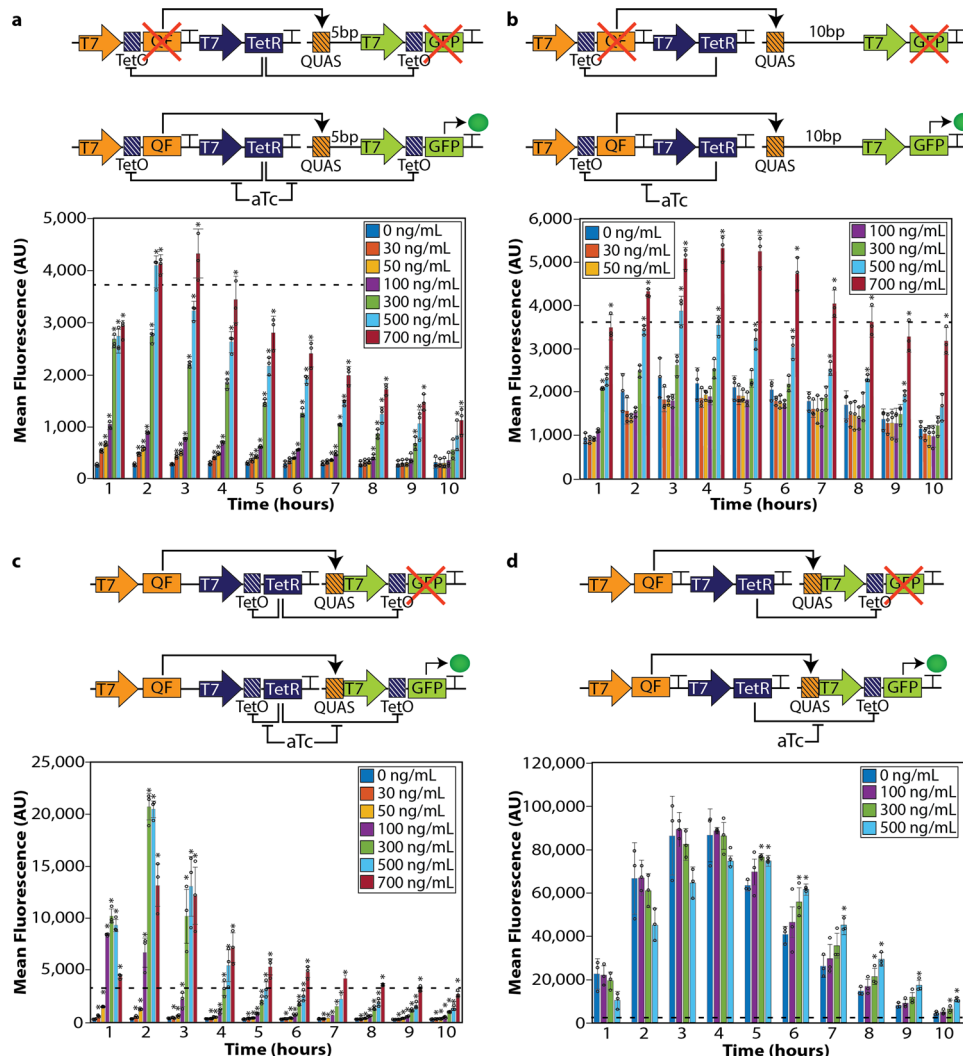 a
T7 QF T7 TetR 5bp T7 GFP
TetO QUAS TetO
T7 QF T7 TetR 5bp T7 GFP
TetO QUAS TetO
aTc
5,000
4,000
3,000
2,000
1,000
0
Mean Fluorescence (AU)
0 ng/mL
30 ng/mL
50 ng/mL
100 ng/mL
300 ng/mL
500 ng/mL
700 ng/mL
1 2 3 4 5 6 7 8 9 10
Time (hours)
b
T7 QF T7 TetR 10bp T7 GFP
TetO QUAS
T7 QF T7 TetR 10bp T7 GFP
TetO QUAS
aTc
6,000
5,000
4,000
3,000
2,000
1,000
0
Mean Fluorescence (AU)
0 ng/mL
30 ng/mL
50 ng/mL
100 ng/mL
300 ng/mL
500 ng/mL
700 ng/mL
1 2 3 4 5 6 7 8 9 10
Time (hours)
c
T7 QF T7 TetR T7 GFP
TetO QUAS TetO
T7 QF T7 TetR T7 GFP
TetO QUAS TetO
aTc
25,000
20,000
15,000
10,000
5,000
0
Mean Fluorescence (AU)
0 ng/mL
30 ng/mL
50 ng/mL
100 ng/mL
300 ng/mL
500 ng/mL
700 ng/mL
1 2 3 4 5 6 7 8 9 10
Time (hours)
d
T7 QF T7 TetR T7 GFP
QUAS TetO
T7 QF T7 TetR T7 GFP
QUAS TetO
aTc
120,000
100,000
80,000
60,000
40,000
20,000
0
Mean Fluorescence (AU)
0 ng/mL
100 ng/mL
300 ng/mL
500 ng/mL
1 2 3 4 5 6 7 8 9 10
Time (hours)